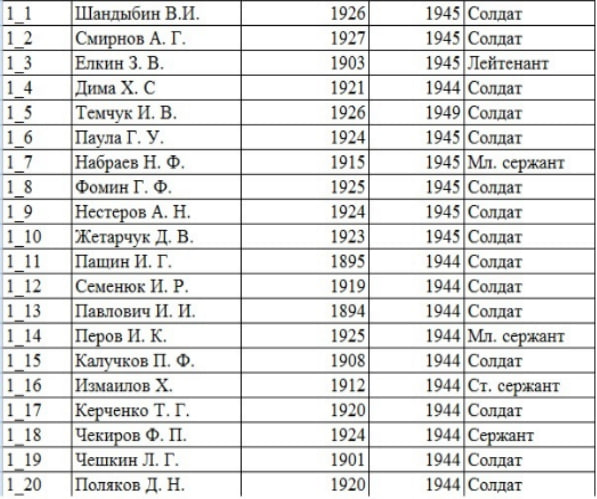 1_1 Шандыбин В.И. 1926 1945 Солдат
1_2 Смирнов А. Г. 1927 1945 Солдат
1_3 Елкин З. В. 1903 1945 Лейтенант
1_4 Дима Х. С 1921 1944 Солдат
1_5 Темчук И. В. 1926 1949 Солдат
1_6 Паула Г. У. 1924 1945 Солдат
1_7 Набраев Н. Ф. 1915 1945 Мл. сержант
1_8 Фомин Г. Ф. 1925 1945 Солдат
1_9 Нестеров А. Н. 1924 1945 Солдат
1_10 Жетарчук Д. В. 1923 1945 Солдат
1_11 Пащин И. Г. 1895 1944 Солдат
1_12 Семенюк И. Р. 1919 1944 Солдат
1_13 Павлович И. И. 1894 1944 Солдат
1_14 Перов И. К. 1925 1944 Мл. сержант
1_15 Калучков П. Ф. 1908 1944 Солдат
1_16 Измаилов Х. 1912 1944 Ст. сержант
1_17 Керченко Т. Г. 1920 1944 Солдат
1_18 Чекиров Ф. П. 1924 1944 Сержант
1_19 Чешкин Л. Г. 1901 1944 Солдат
1_20 Поляков Д. Н. 1920 1944 Солдат